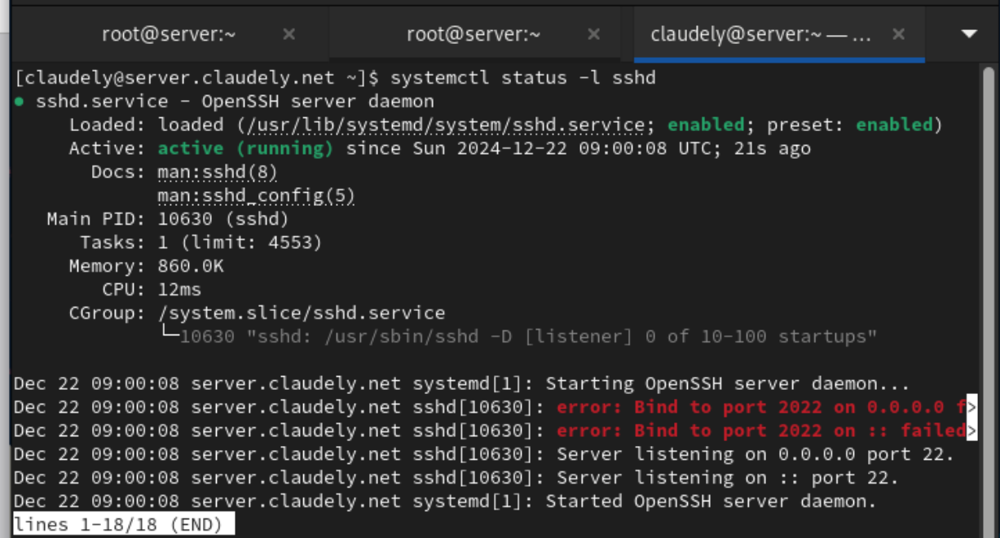 root@server:~ × root@server:~ × claudely@server:~ — ... ×
[claudely@server.claudely.net ~]$ systemctl status -l sshd
● sshd.service - OpenSSH server daemon
Loaded: loaded (/usr/lib/systemd/system/sshd.service; enabled; preset: enabled)
Active: active (running) since Sun 2024-12-22 09:00:08 UTC; 21s ago
Docs: man:sshd(8)
man:sshd_config(5)
Main PID: 10630 (sshd)
Tasks: 1 (limit: 4553)
Memory: 860.0K
CPU: 12ms
CGroup: /system.slice/sshd.service
└─10630 "sshd: /usr/sbin/sshd -D [listener] 0 of 10-100 startups"
Dec 22 09:00:08 server.claudely.net systemd[1]: Starting OpenSSH server daemon...
Dec 22 09:00:08 server.claudely.net sshd[10630]: error: Bind to port 2022 on 0.0.0.0 f>
Dec 22 09:00:08 server.claudely.net sshd[10630]: error: Bind to port 2022 on :: failed>
Dec 22 09:00:08 server.claudely.net sshd[10630]: Server listening on 0.0.0.0 port 22.
Dec 22 09:00:08 server.claudely.net sshd[10630]: Server listening on :: port 22.
Dec 22 09:00:08 server.claudely.net systemd[1]: Started OpenSSH server daemon.
lines 1-18/18 (END)